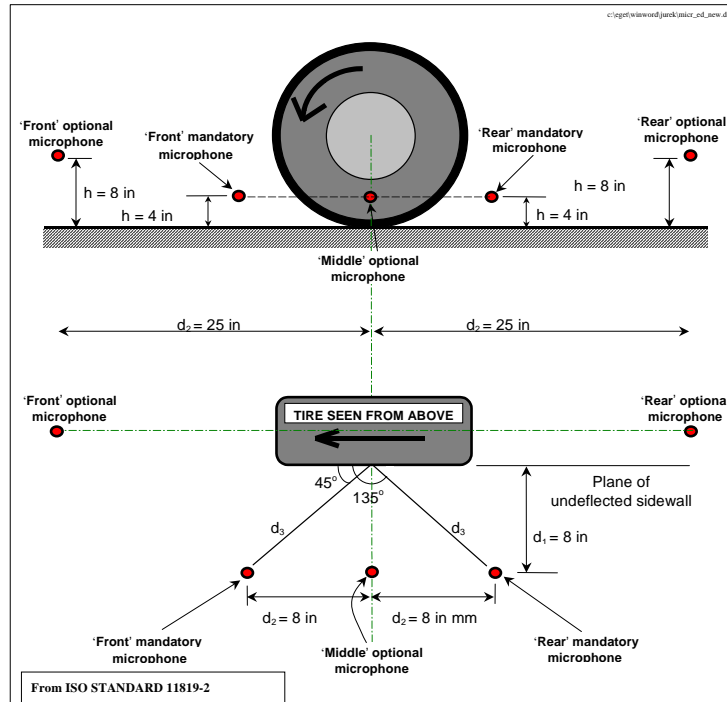 c:\eget\winword\jurek\micr_ed_new.d
'Front' optional
microphone
'Front' mandatory
microphone
'Rear' mandatory
microphone
'Rear' optional
microphone
h = 8 in
h = 4 in
h = 4 in
h = 8 in
'Middle' optional
microphone
d₂ = 25 in
d₂ = 25 in
'Front' optional
microphone
TIRE SEEN FROM ABOVE
'Rear' optiona
microphone
45°
135°
Plane of
undeflected sidewall
d₃
d₃
d₁ = 8 in
d₂ = 8 in
d₂ = 8 in mm
'Front' mandatory
microphone
'Middle' optional
microphone
'Rear' mandatory
microphone
From ISO STANDARD 11819-2